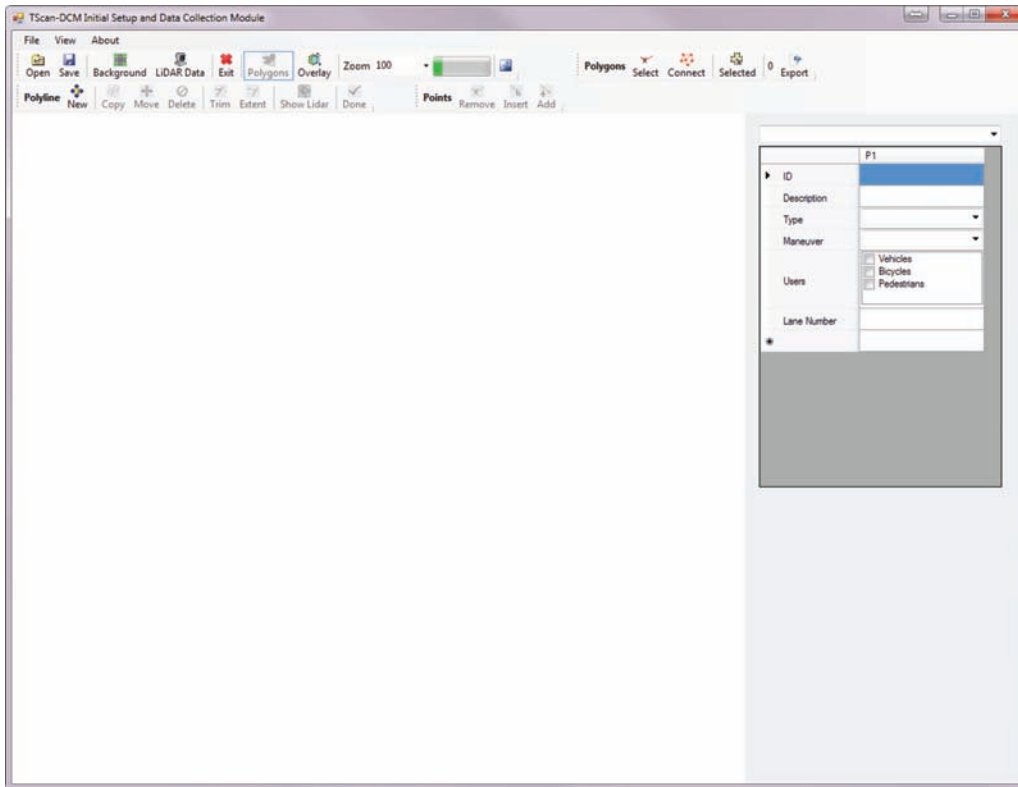 TScan-DCM Initial Setup and Data Collection Module
File View About
Open Save Background LiDAR Data Exit Polygons Overlay Zoom 100 Polygons Select Connect Selected 0 Export
Polyline New Copy Move Delete Trim Extent Show Lidar Done Points Remove Insert Add
P1
ID
Description
Type
Maneuver
Users
Vehicles
Bicycles
Pedestrians
Lane Number